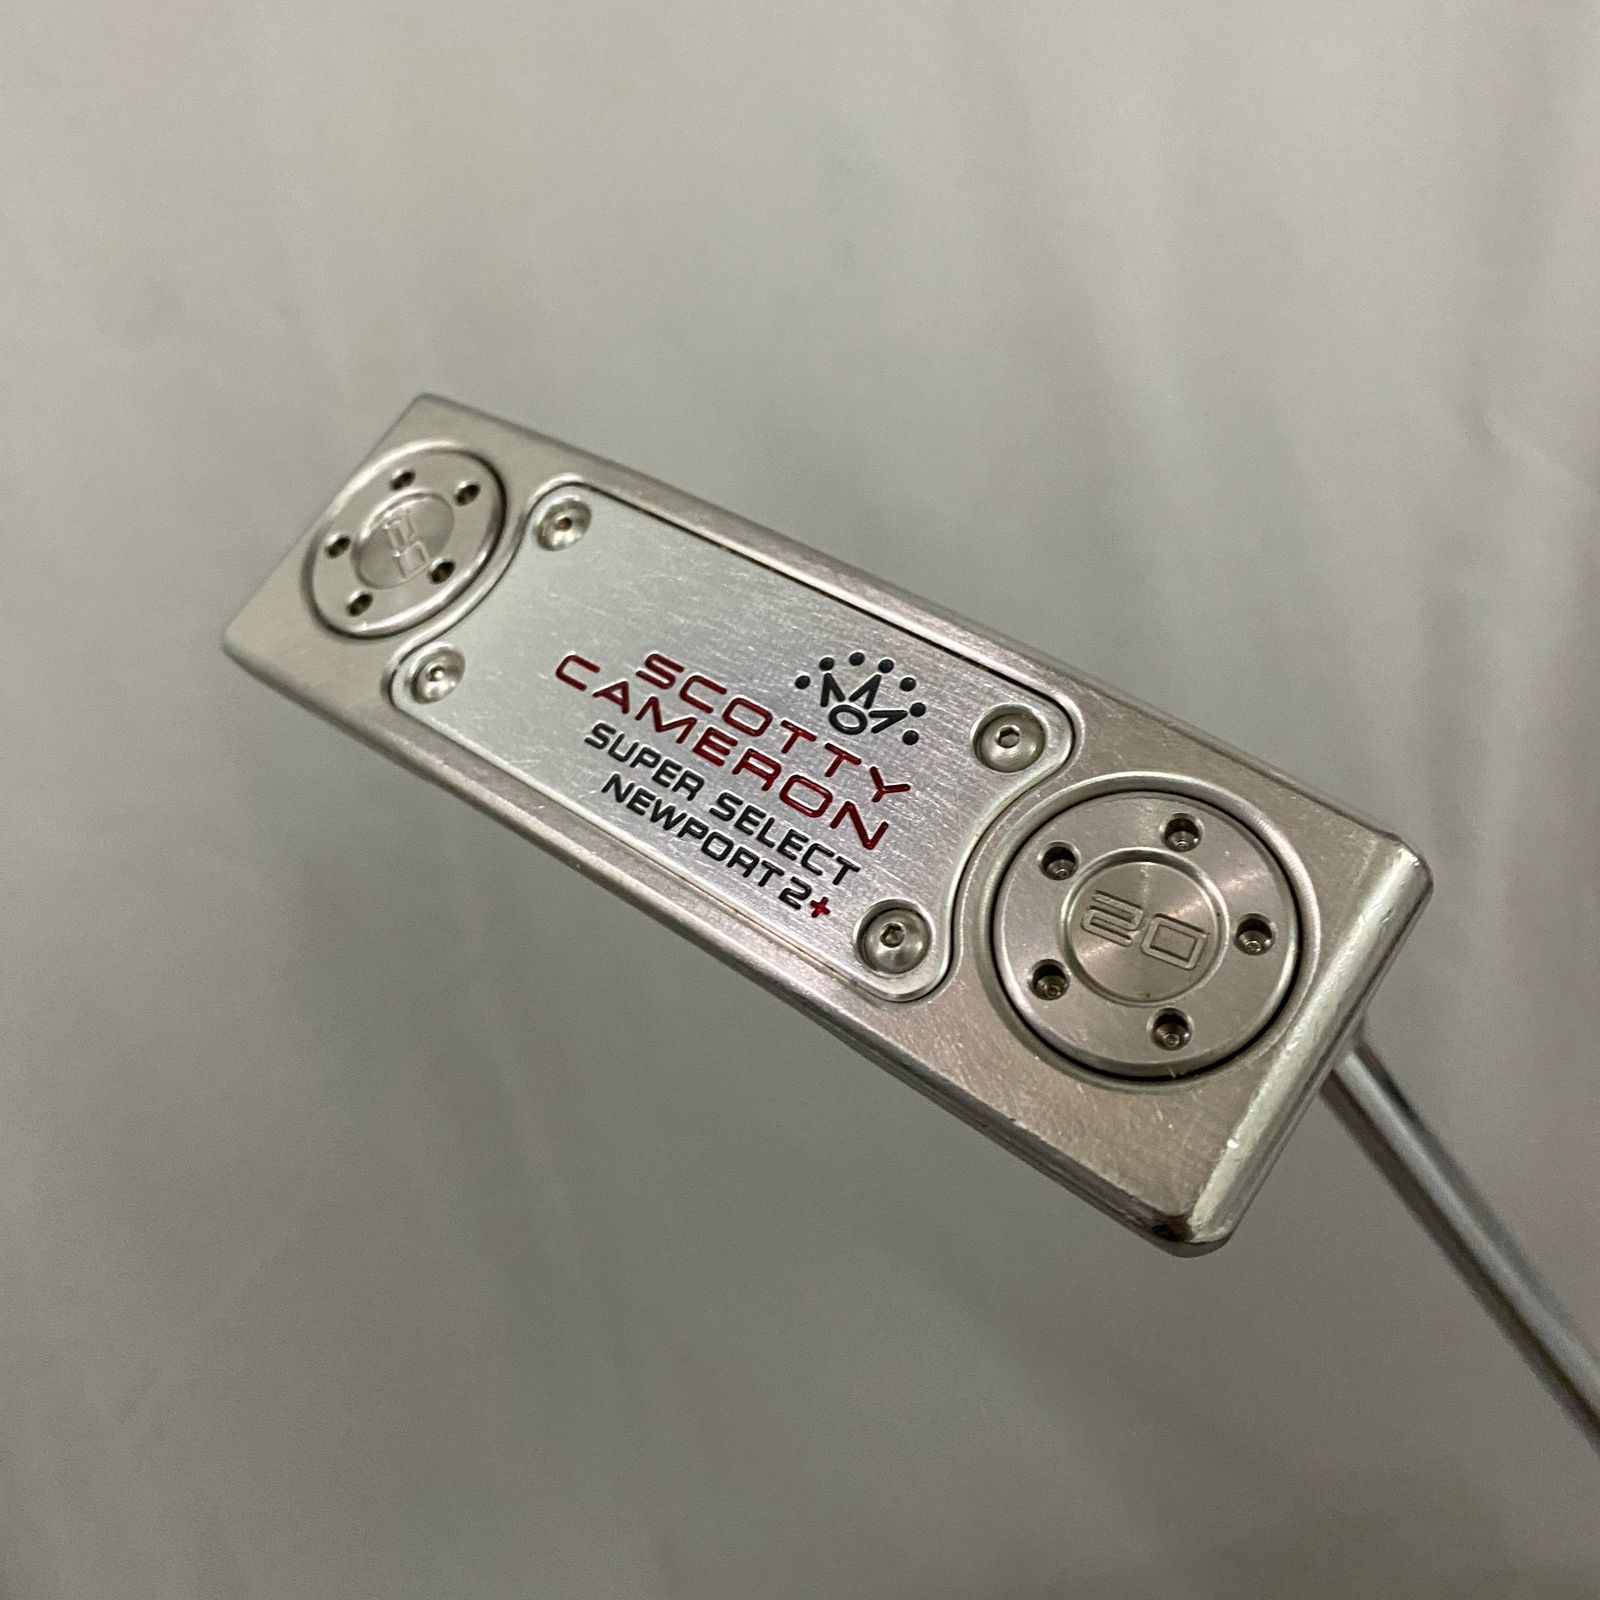 20
SCOTTY
CAMERON
SUPER SELECT
NEWPORT 2+
20